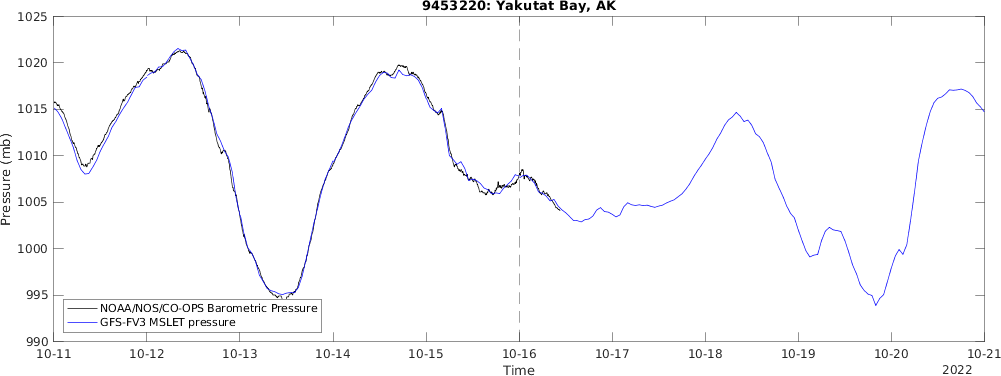 9453220: Yakutat Bay, AK
Pressure (mb)
1025
1020
1015
1010
1005
1000
995
990
NOAA/NOS/CO-OPS Barometric Pressure
GFS-FV3 MSLET pressure
10-11 10-12 10-13 10-14 10-15 10-16 10-17 10-18 10-19 10-20 10-21
Time
2022